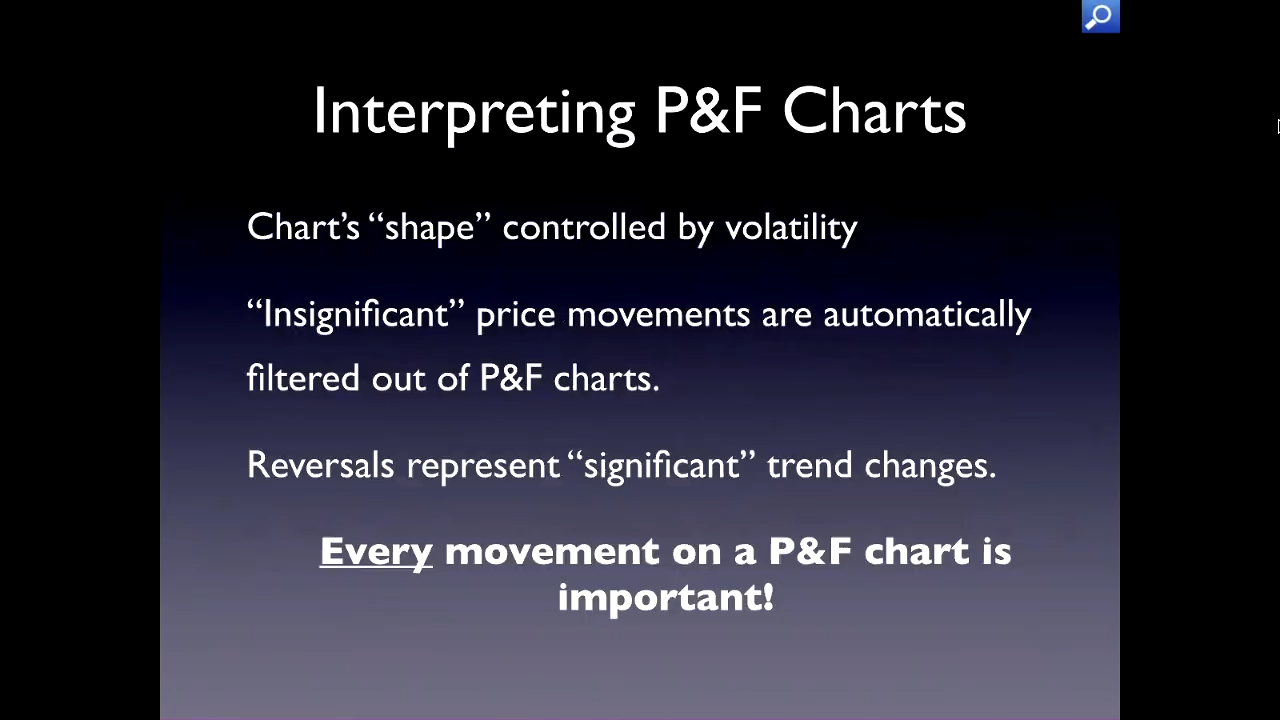 Interpreting P&F Charts
Chart’s “shape” controlled by volatility
“Insignificant” price movements are automatically
filtered out of P&F charts.
Reversals represent “significant” trend changes.
Every movement on a P&F chart is
important!